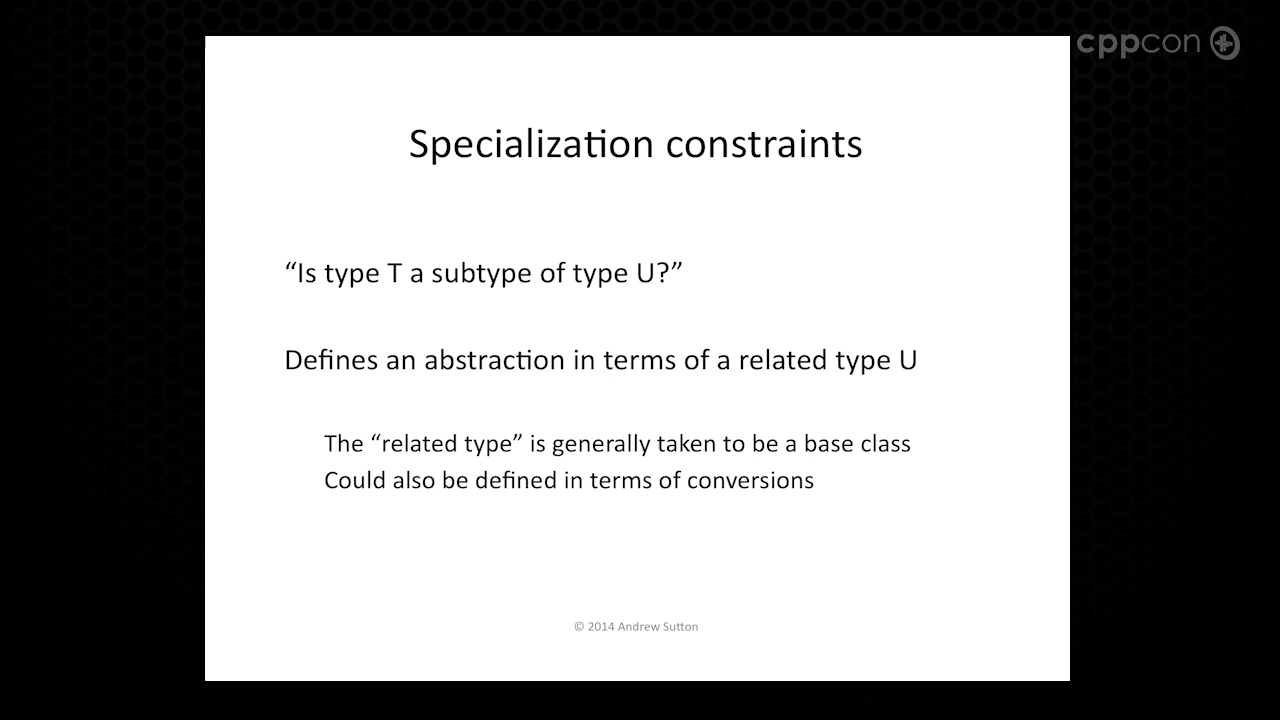 cppcon
Specialization constraints
“Is type T a subtype of type U?”
Defines an abstraction in terms of a related type U
The “related type” is generally taken to be a base class
Could also be defined in terms of conversions
© 2014 Andrew Sutton